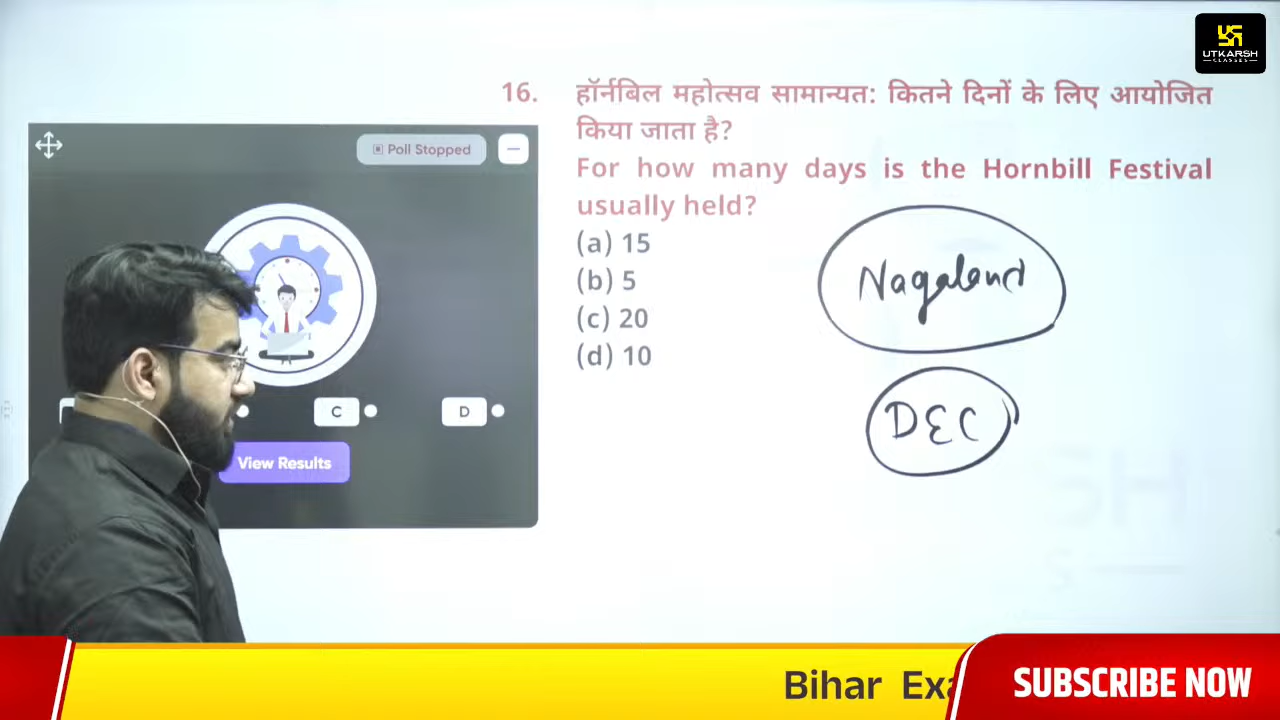 UTKARSH
CLASSES
16. हॉर्नबिल महोत्सव सामान्यत: कितने दिनों के लिए आयोजित
किया जाता है?
For how many days is the Hornbill Festival
usually held?
(a) 15
(b) 5
(c) 20
(d) 10
Poll Stopped
C
D
View Results
Nagaland
DEC
Bihar
SUBSCRIBE NOW